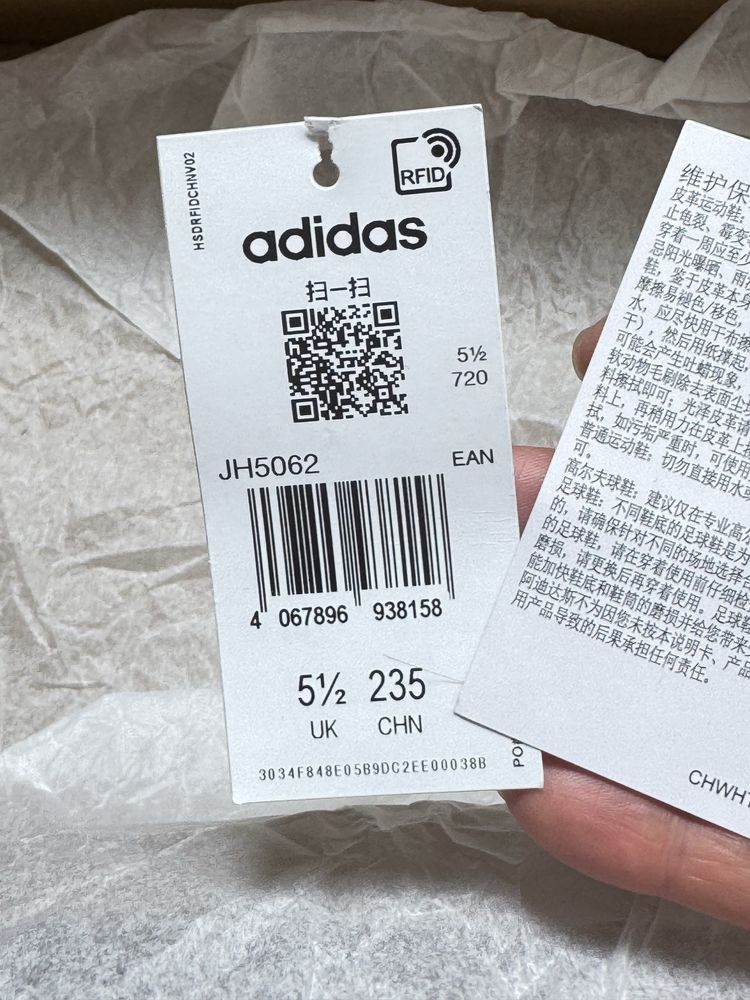 HSDRFIDCHNV02
RFID
adidas
扫一扫
5½
720
JH5062
EAN
4 067896 938158
5½ 235
UK CHN
3034F848E05B9DC2EE00038B
维护保
皮革运动鞋
止龟裂、霉变
穿着一周应至少
忌阳光曝晒、雨
鞋，鉴于皮革本身
摩擦易褪色/移色，
水，应尽快用干布擦
干），然后用纸撑起
可能会产生吐蜡现象，
软动物毛刷除去表面尘
料擦拭即可，光泽皮革请
料上，再稍用力在皮革上擦
拭，如污垢严重时，可使用
普通运动鞋，切勿直接用水
可。
高尔夫球鞋：建议仅在专业高尔
足球鞋：不同鞋底的足球鞋是为
的，请确保针对不同的场地选择
的足球鞋，请在穿着使用前仔细检
磨损，请更换后再穿着使用。足球鞋
能加快鞋底和鞋筒的磨损并给您带来
阿迪达斯不为因您未按本说明卡、产品
用产品导致的后果承担任何责任。
CHWHT